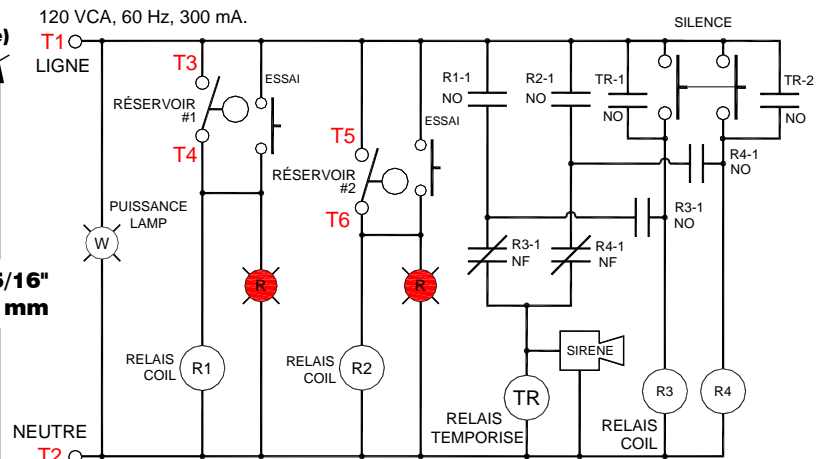 120 VCA, 60 Hz, 300 mA.
e)
T1
LIGNE
SILENCE
T3
ESSAI
RÉSERVOIR
#1
T4
R1-1
NO
R2-1
NO
TR-1
NO
TR-2
NO
T5
ESSAI
RÉSERVOIR
#2
T6
R4-1
NO
R3-1
NO
PUISSANCE
LAMP
W
R3-1
NF
R4-1
NF
5/16"
mm
R
R
RELAIS
COIL
R1
RELAIS
COIL
R2
SIRENE
TR
RELAIS
TEMPORISE
R3
R4
RELAIS
COIL
NEUTRE
T2